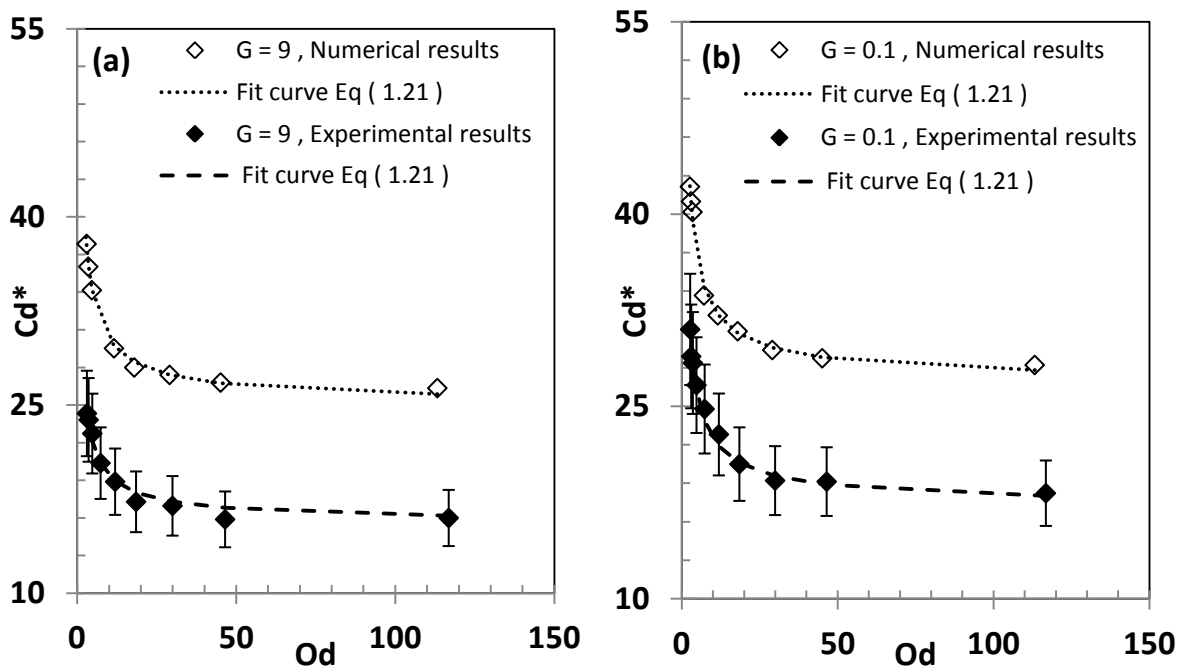 55
(a)
G = 9 , Numerical results
Fit curve Eq ( 1.21 )
G = 9 , Experimental results
Fit curve Eq ( 1.21 )
40
Cd*
25
10
0
50
100
150
Od
55
(b)
G = 0.1 , Numerical results
Fit curve Eq ( 1.21 )
G = 0.1 , Experimental results
Fit curve Eq ( 1.21 )
40
Cd*
25
10
0
50
100
150
Od